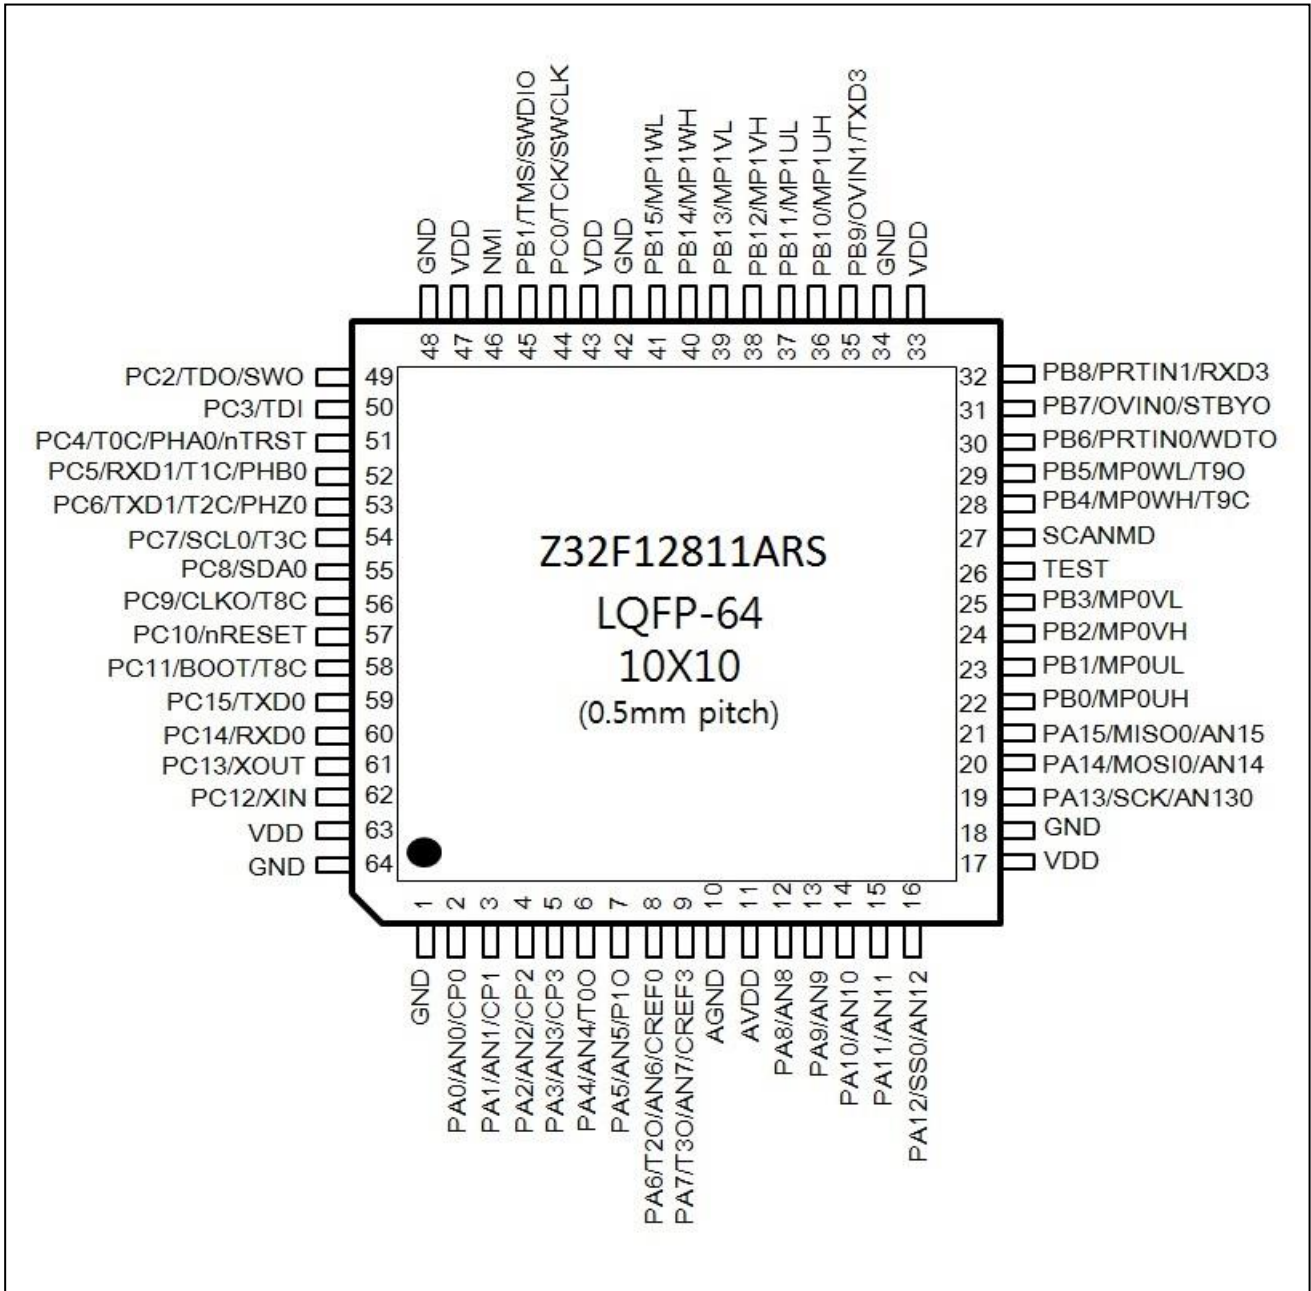 GND
VDD
NMI
PB1/TMS/SWDIO
PC0/TCK/SWCLK
VDD
GND
PB15/MP1WL
PB14/MP1WH
PB13/MP1VL
PB12/MP1VH
PB11/MP1UL
PB10/MP1UH
PB9/OVIN1/TXD3
GND
VDD
48
47
46
45
44
43
42
41
40
39
38
37
36
35
34
33
PC2/TDO/SWO 49
PC3/TDI 50
PC4/T0C/PHA0/nTRST 51
PC5/RXD1/T1C/PHB0 52
PC6/TXD1/T2C/PHZ0 53
PC7/SCL0/T3C 54
PC8/SDA0 55
PC9/CLKO/T8C 56
PC10/nRESET 57
PC11/BOOT/T8C 58
PC15/TXD0 59
PC14/RXD0 60
PC13/XOUT 61
PC12/XIN 62
VDD 63
GND 64
Z32F12811ARS
LQFP-64
10X10
(0.5mm pitch)
32 PB8/PRTIN1/RXD3
31 PB7/OVIN0/STBYO
30 PB6/PRTIN0/WDTO
29 PB5/MP0WL/T9O
28 PB4/MP0WH/T9C
27 SCANMD
26 TEST
25 PB3/MP0VL
24 PB2/MP0VH
23 PB1/MP0UL
22 PB0/MP0UH
21 PA15/MISO0/AN15
20 PA14/MOSI0/AN14
19 PA13/SCK/AN130
18 GND
17 VDD
1
2
3
4
5
6
7
8
9
10
11
12
13
14
15
16
GND
PA0/AN0/CP0
PA1/AN1/CP1
PA2/AN2/CP2
PA3/AN3/CP3
PA4/AN4/T0O
PA5/AN5/P1O
PA6/T2O/AN6/CREF0
PA7/T3O/AN7/CREF3
AGND
AVDD
PA8/AN8
PA9/AN9
PA10/AN10
PA11/AN11
PA12/SS0/AN12